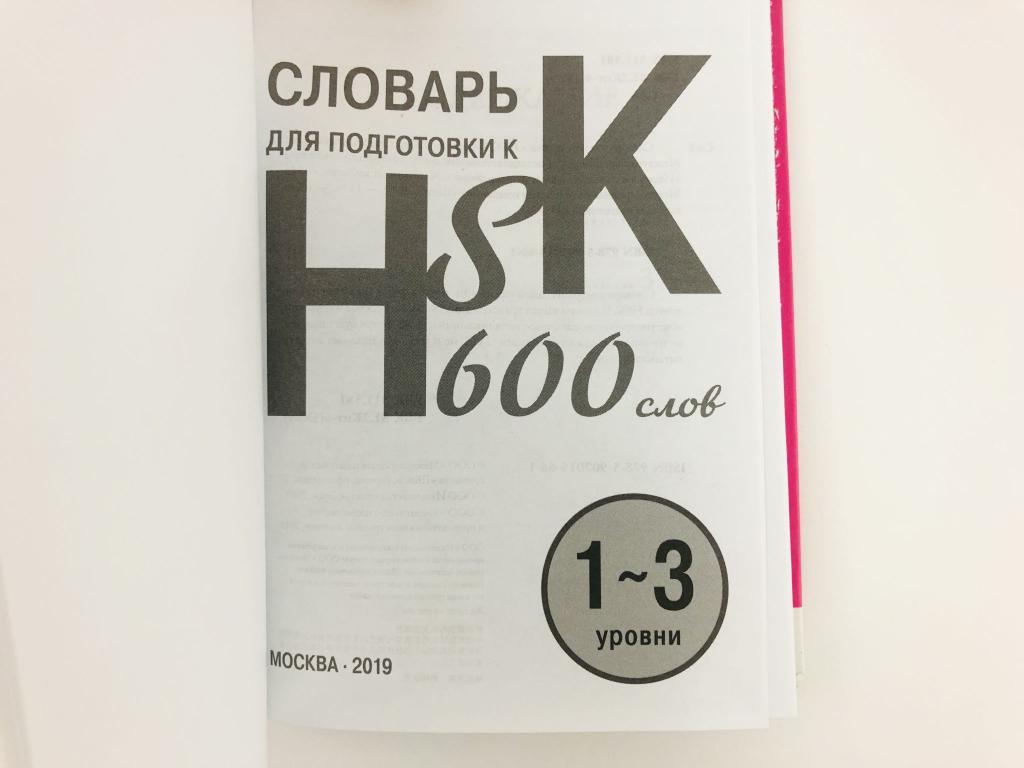 СЛОВАРЬ
ДЛЯ ПОДГОТОВКИ К
HSK
600 слов
1~3
уровни
МОСКВА · 2019